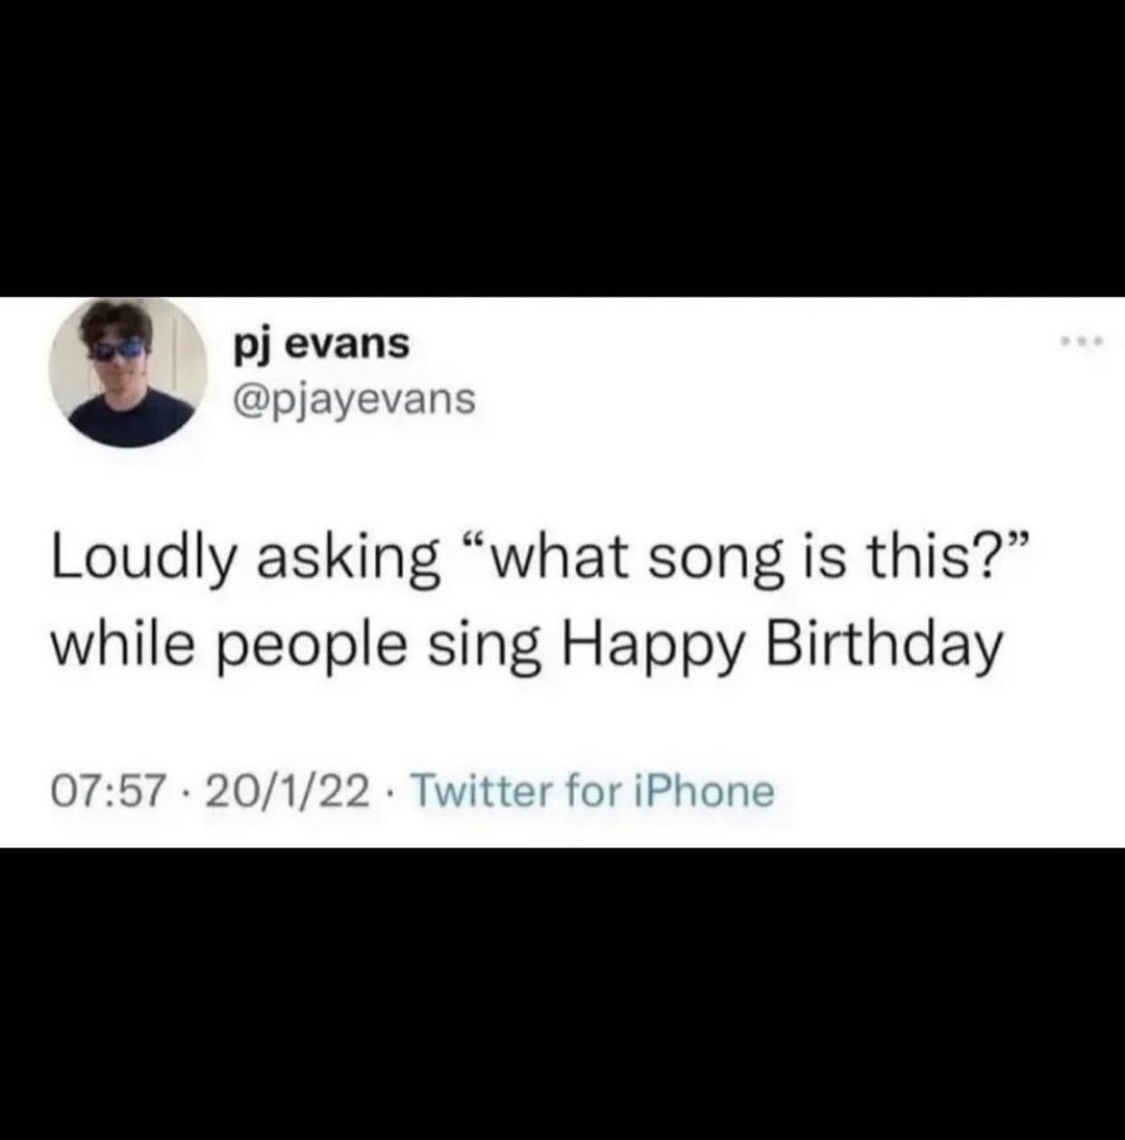 pj evans
@pjayevans
Loudly asking “what song is this?”
while people sing Happy Birthday
07:57 · 20/1/22 · Twitter for iPhone